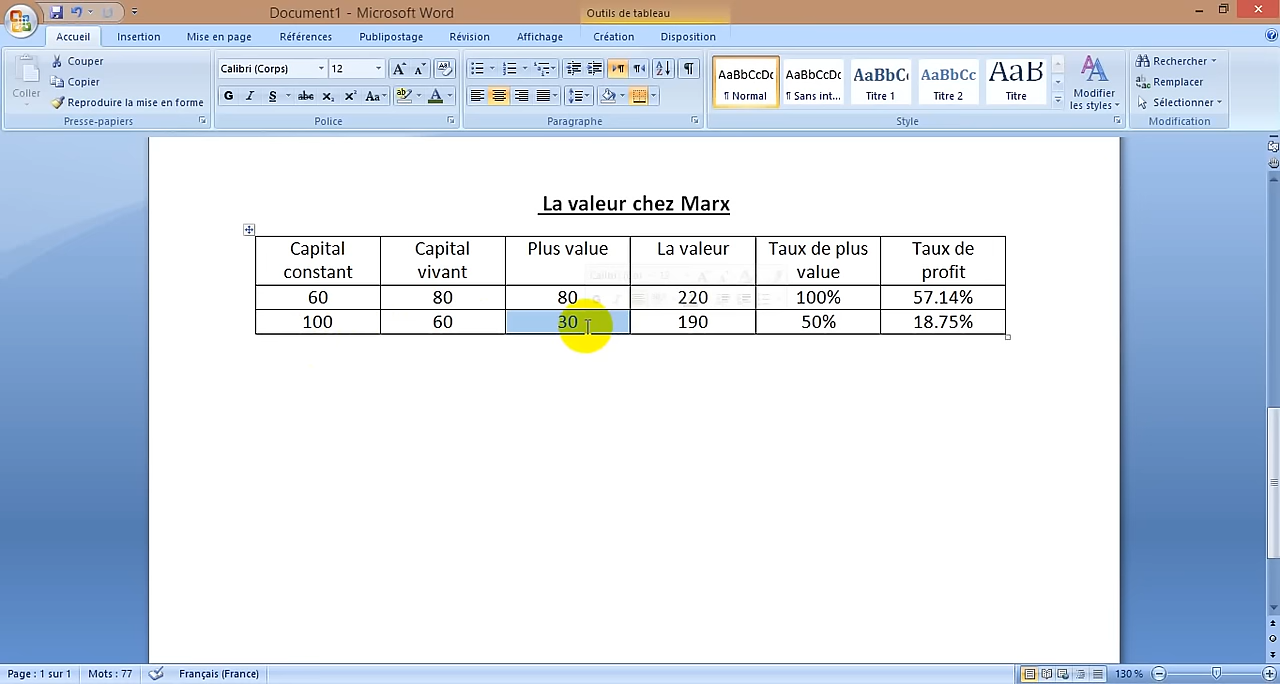 Document1 - Microsoft Word
Outils de tableau
Accueil Insertion Mise en page Références Publipostage Révision Affichage Création Disposition
Coller
Couper
Copier
Reproduire la mise en forme
Presse-papiers
Calibri (Corps) 12
G I S abc X₂ X² Aa
Police
Paragraphe
AaBbCcDc AaBbCcDc AaBbC AaBbCc AaB
¶ Normal ¶ Sans int... Titre 1 Titre 2 Titre
Modifier
les styles
Style
Rechercher
Remplacer
Sélectionner
Modification
La valeur chez Marx
Capital constant Capital vivant Plus value La valeur Taux de plus value Taux de profit
60 80 80 220 100% 57.14%
100 60 30 190 50% 18.75%
Page : 1 sur 1 Mots : 77 Français (France) 130 %